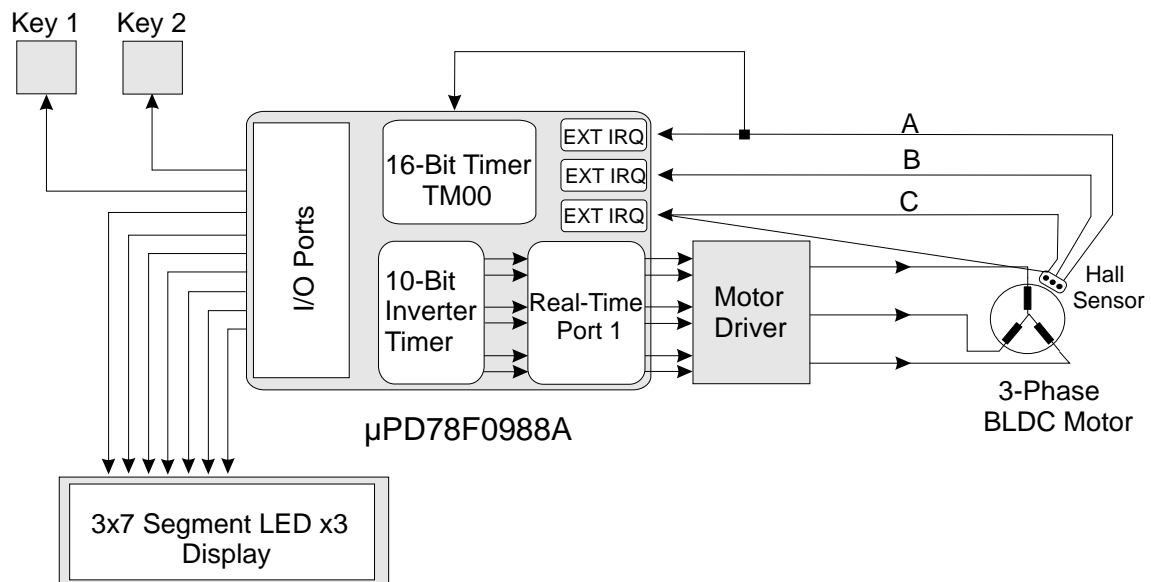 Key 1
Key 2
I/O Ports
16-Bit Timer
TM00
EXT IRQ
EXT IRQ
EXT IRQ
A
B
C
10-Bit
Inverter
Timer
Real-Time
Port 1
Motor
Driver
Hall
Sensor
3-Phase
BLDC Motor
µPD78F0988A
3x7 Segment LED x3
Display